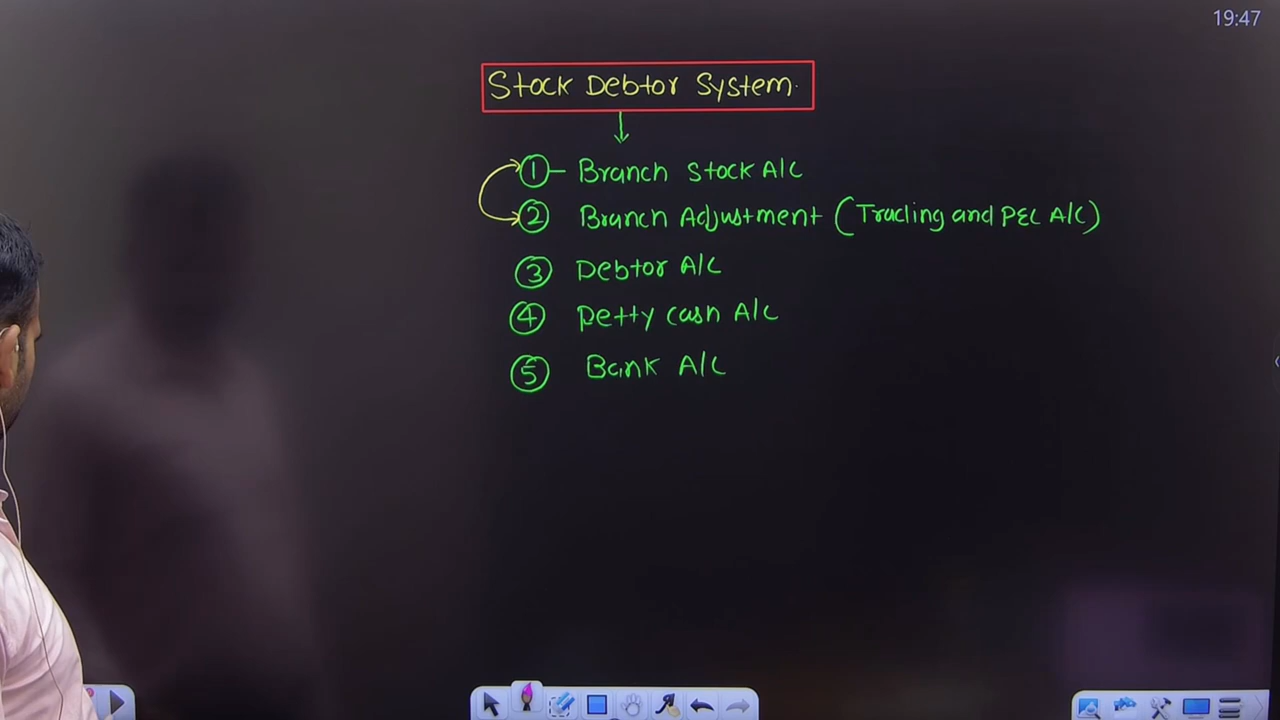 19:47
Stock Debtor System.
① - Branch Stock A/C
② Branch Adjustment (Trading and P&L A/C)
③ Debtor A/C
④ Petty cash A/C
⑤ Bank A/C